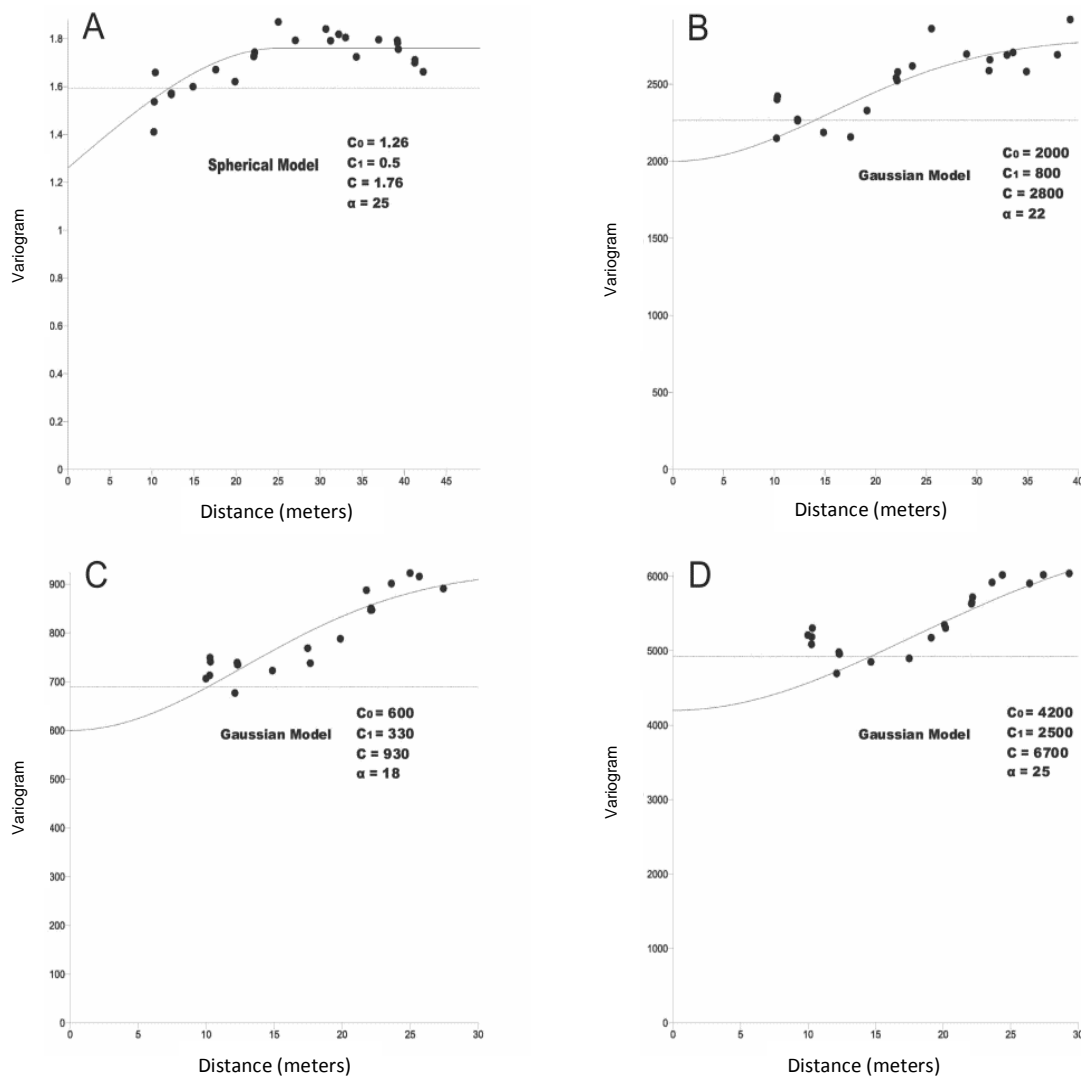 A
1.8
1.6
1.4
1.2
1
0.8
0.6
0.4
0.2
0
Variogram
Spherical Model
C₀ = 1.26
C₁ = 0.5
C = 1.76
α = 25
0 5 10 15 20 25 30 35 40 45
Distance (meters)
B
2500
2000
1500
1000
500
0
Variogram
Gaussian Model
C₀ = 2000
C₁ = 800
C = 2800
α = 22
0 5 10 15 20 25 30 35 40
Distance (meters)
C
900
800
700
600
500
400
300
200
100
0
Variogram
Gaussian Model
C₀ = 600
C₁ = 330
C = 930
α = 18
0 5 10 15 20 25 30
Distance (meters)
D
6000
5000
4000
3000
2000
1000
0
Variogram
Gaussian Model
C₀ = 4200
C₁ = 2500
C = 6700
α = 25
0 5 10 15 20 25 30
Distance (meters)